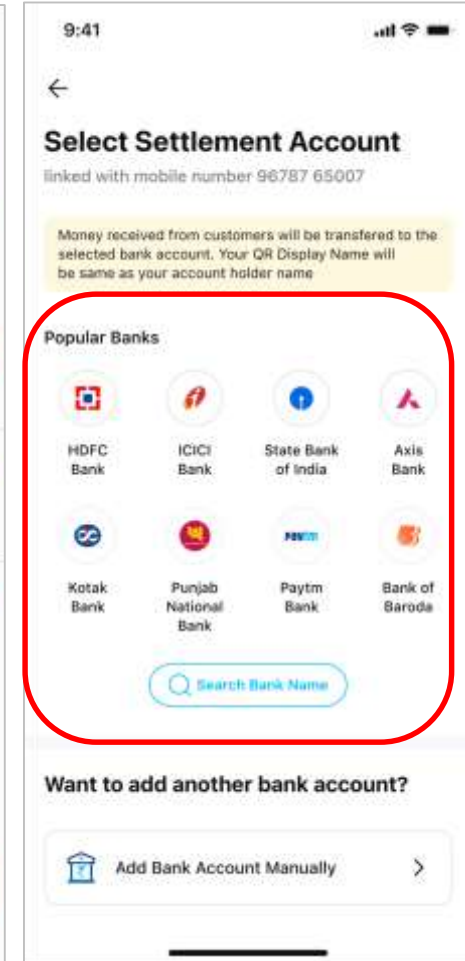 9:41
Select Settlement Account
linked with mobile number 96787 65007
Money received from customers will be transfered to the
selected bank account. Your QR Display Name will
be same as your account holder name
Popular Banks
HDFC Bank
ICICI Bank
State Bank of India
Axis Bank
Paytm
Kotak Bank
Punjab National Bank
Paytm Bank
Bank of Baroda
Search Bank Name
Want to add another bank account?
Add Bank Account Manually